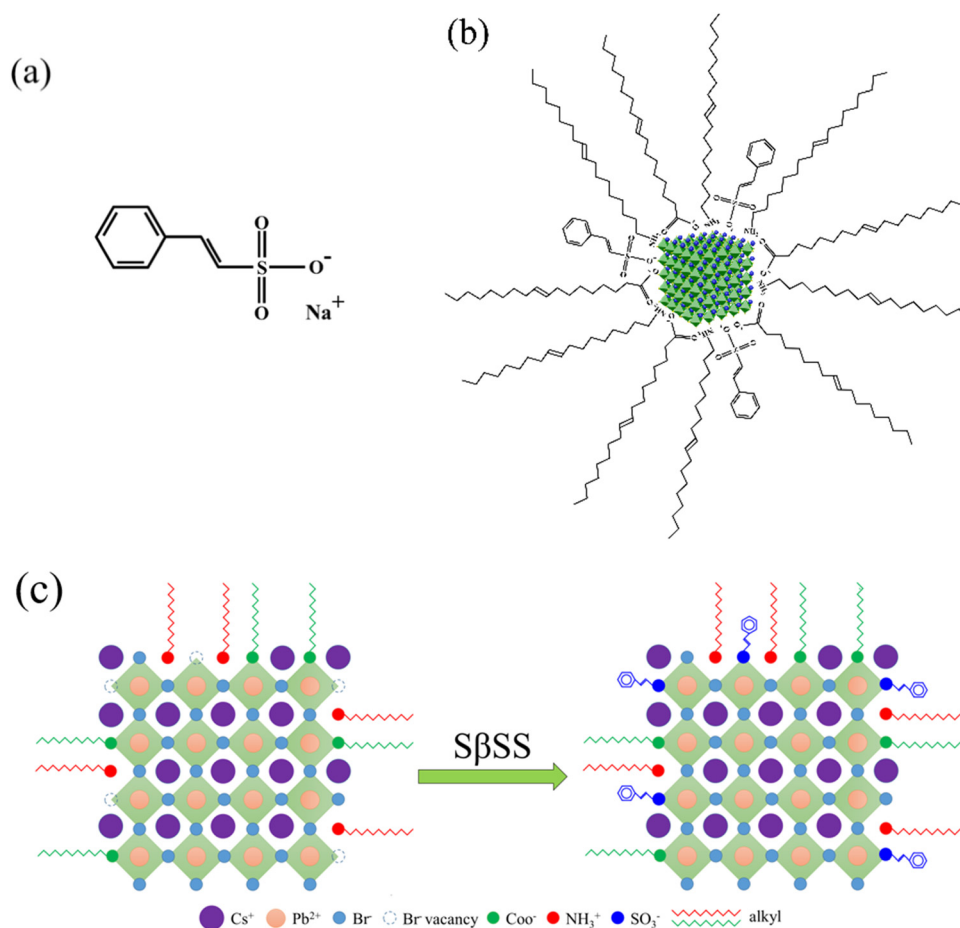 (a)
(b)
O
S
O⁻
O
Na⁺
(c)
SβSS
Cs⁺ Pb²⁺ Br⁻ Br vacancy Coo⁻ NH₃⁺ SO₃⁻ alkyl